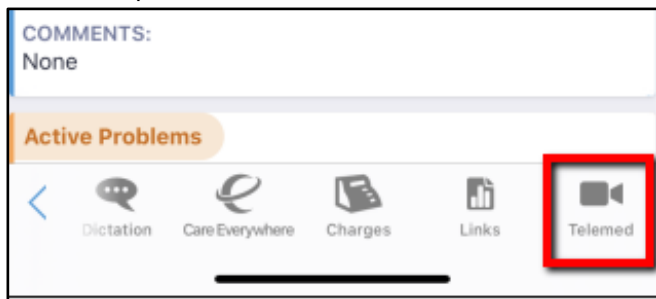 COMMENTS:
None
Active Problems
Dictation Care Everywhere Charges Links Telemed